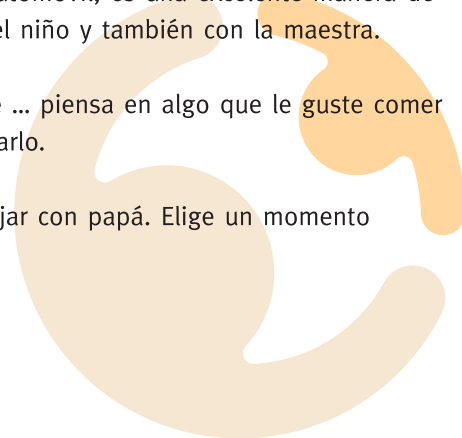 el niño y también con la maestra.
... piensa en algo que le guste comer
arlo.
jar con papá. Elige un momento